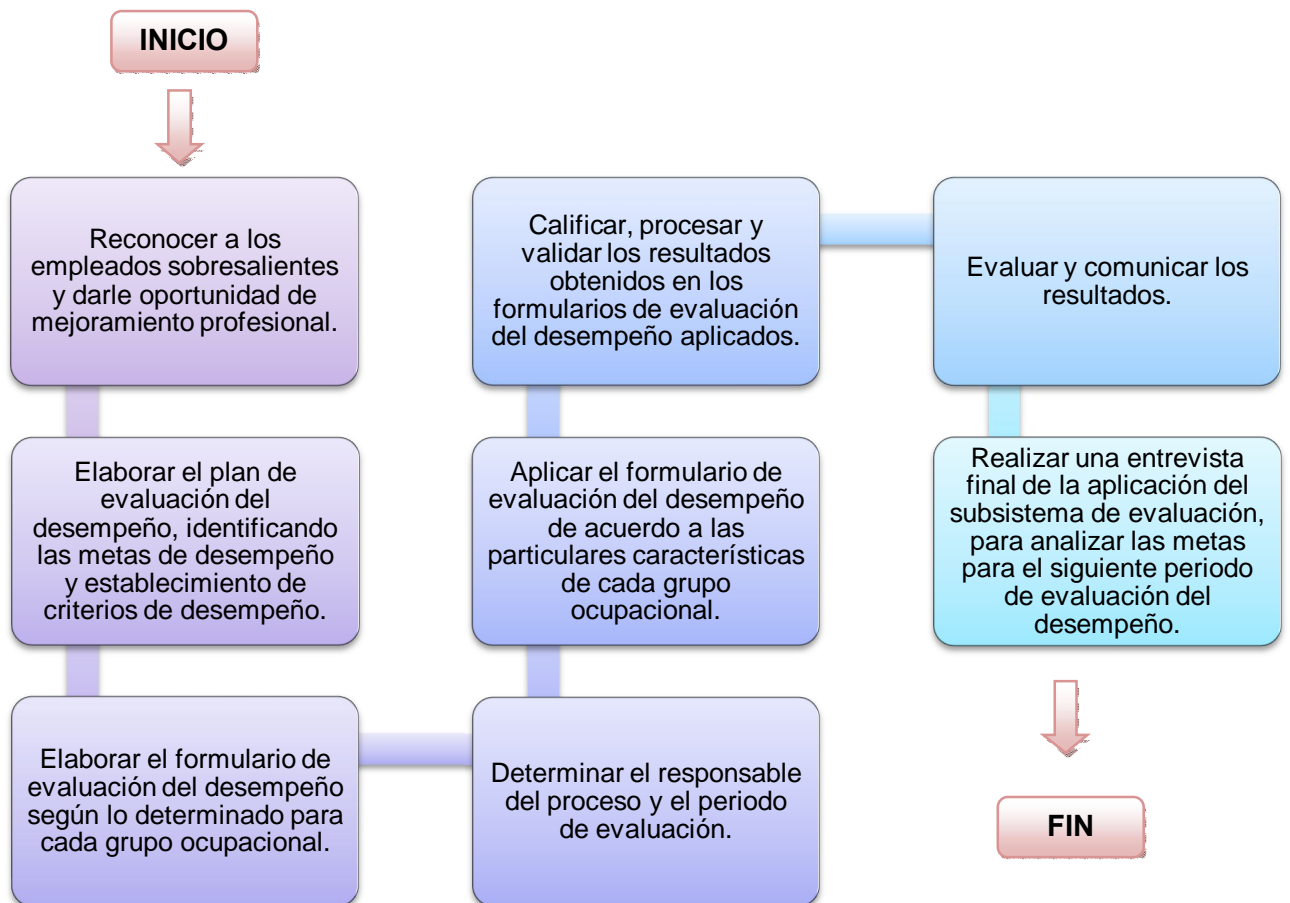 INICIO
Reconocer a los
empleados sobresalientes
y darle oportunidad de
mejoramiento profesional.
Elaborar el plan de
evaluación del
desempeño, identificando
las metas de desempeño
y establecimiento de
criterios de desempeño.
Elaborar el formulario de
evaluación del desempeño
según lo determinado para
cada grupo ocupacional.
Determinar el responsable
del proceso y el periodo
de evaluación.
Aplicar el formulario de
evaluación del desempeño
de acuerdo a las
particulares características
de cada grupo
ocupacional.
Calificar, procesar y
validar los resultados
obtenidos en los
formularios de evaluación
del desempeño aplicados.
Evaluar y comunicar los
resultados.
Realizar una entrevista
final de la aplicación del
subsistema de evaluación,
para analizar las metas
para el siguiente periodo
de evaluación del
desempeño.
FIN